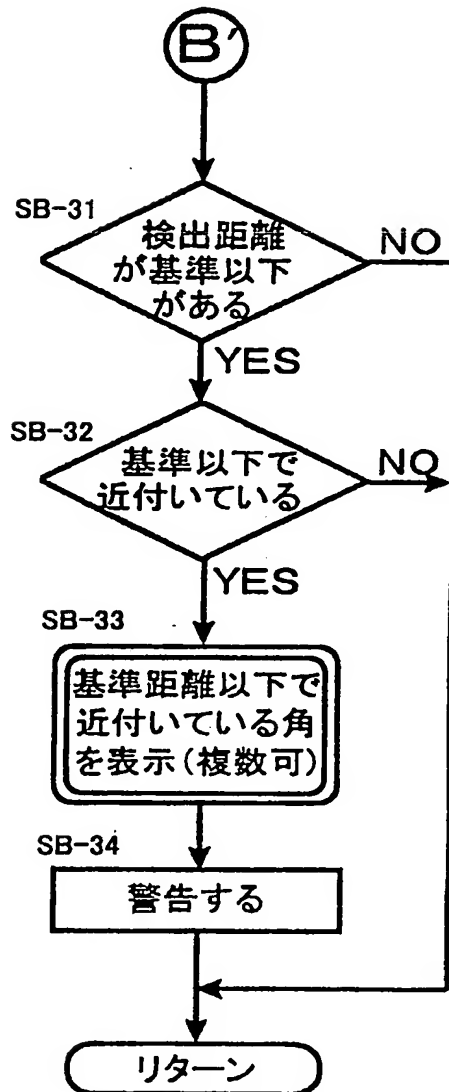 B′
SB-31
検出距離
が基準以下
がある
NO
YES
SB-32
基準以下で
近付いている
NO
YES
SB-33
基準距離以下で
近付いている角
を表示(複数可)
SB-34
警告する
リターン